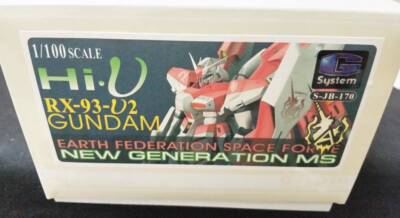 1/100 SCALE
Hi·ν
RX-93-ν2
GUNDAM
EARTH FEDERATION SPACE FORCE
NEW GENERATION MS
G
System
S-JB-170